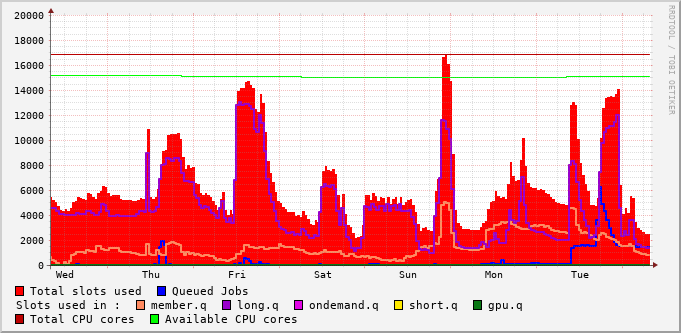 20000
18000
16000
14000
12000
10000
8000
6000
4000
2000
0
Wed Thu Fri Sat Sun Mon Tue
RRDTOOL / TOBI OETIKER
Total slots used Queued Jobs
Slots used in : member.q long.q ondemand.q short.q gpu.q
Total CPU cores Available CPU cores